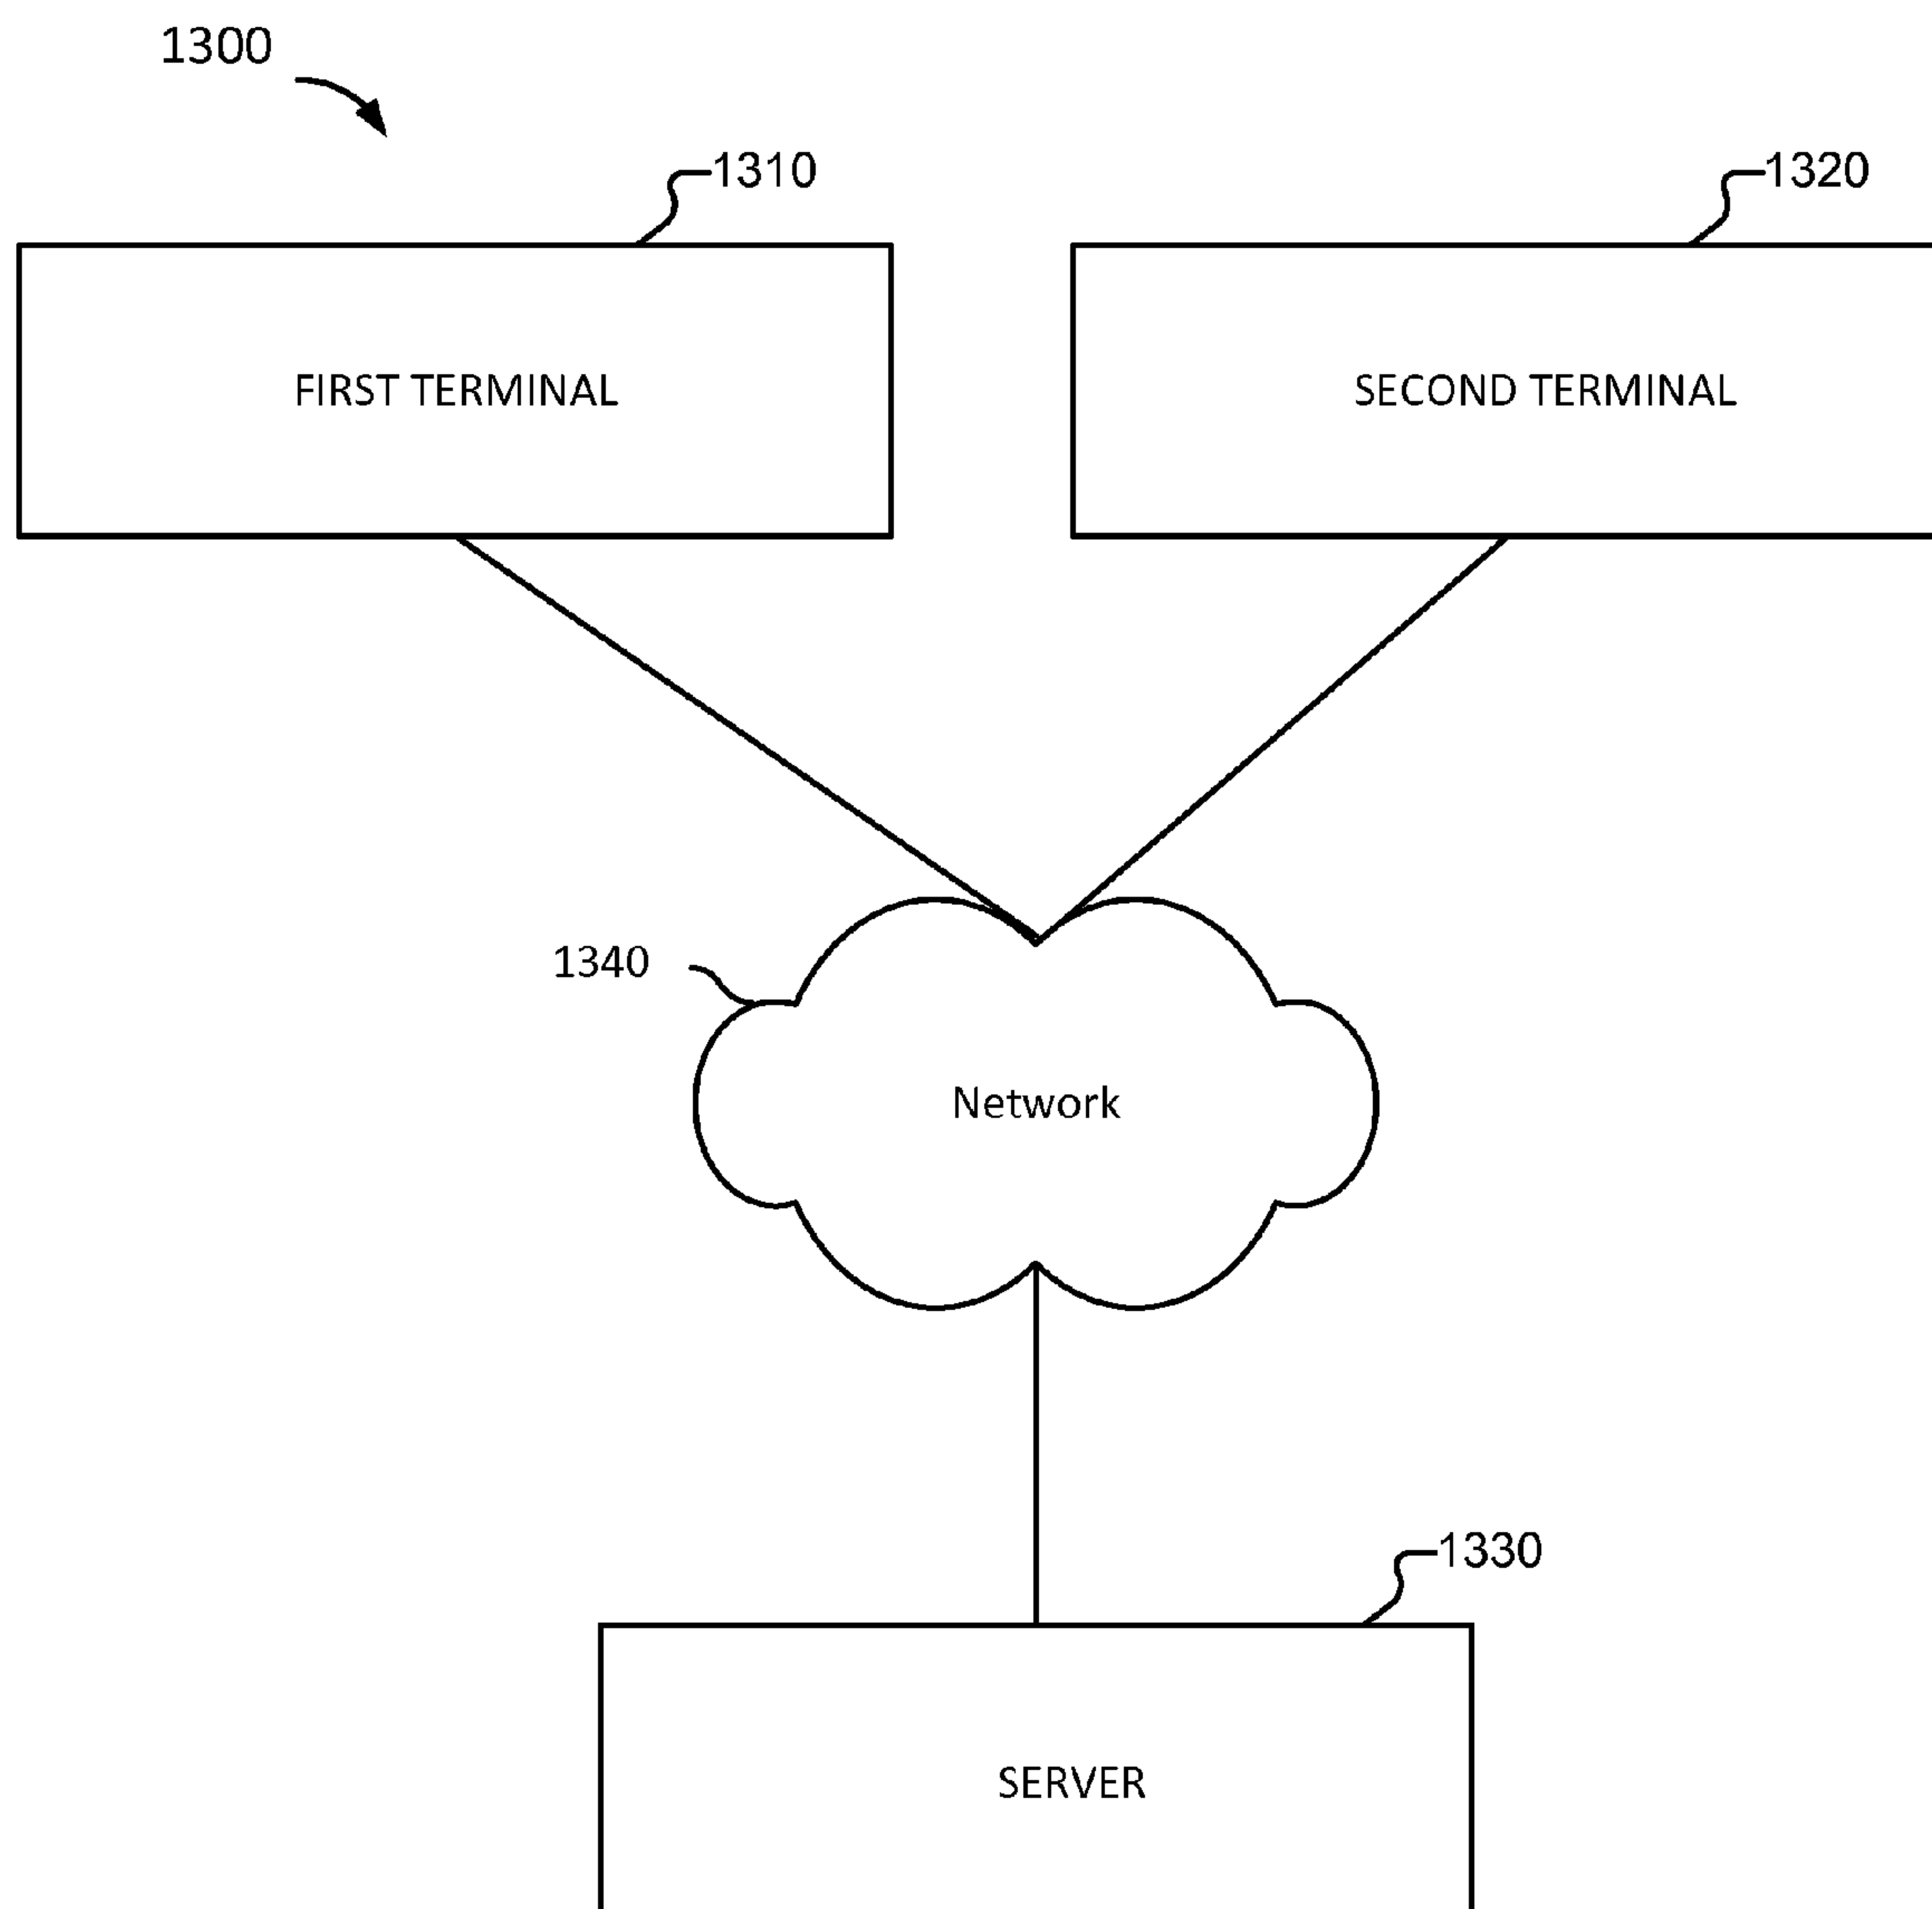 1300
1310
1320
FIRST TERMINAL
SECOND TERMINAL
1340
Network
1330
SERVER